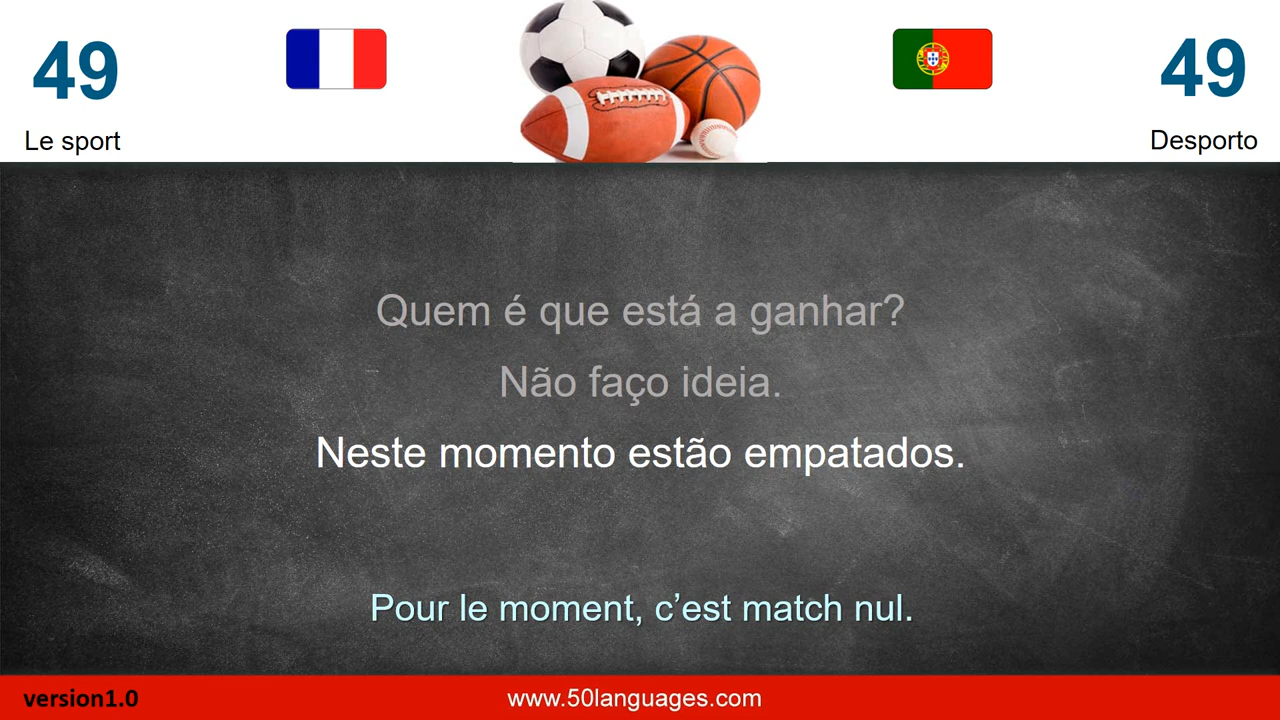 49
49
Le sport
Desporto
Quem é que está a ganhar?
Não faço ideia.
Neste momento estão empatados.
Pour le moment, c’est match nul.
version1.0
www.50languages.com